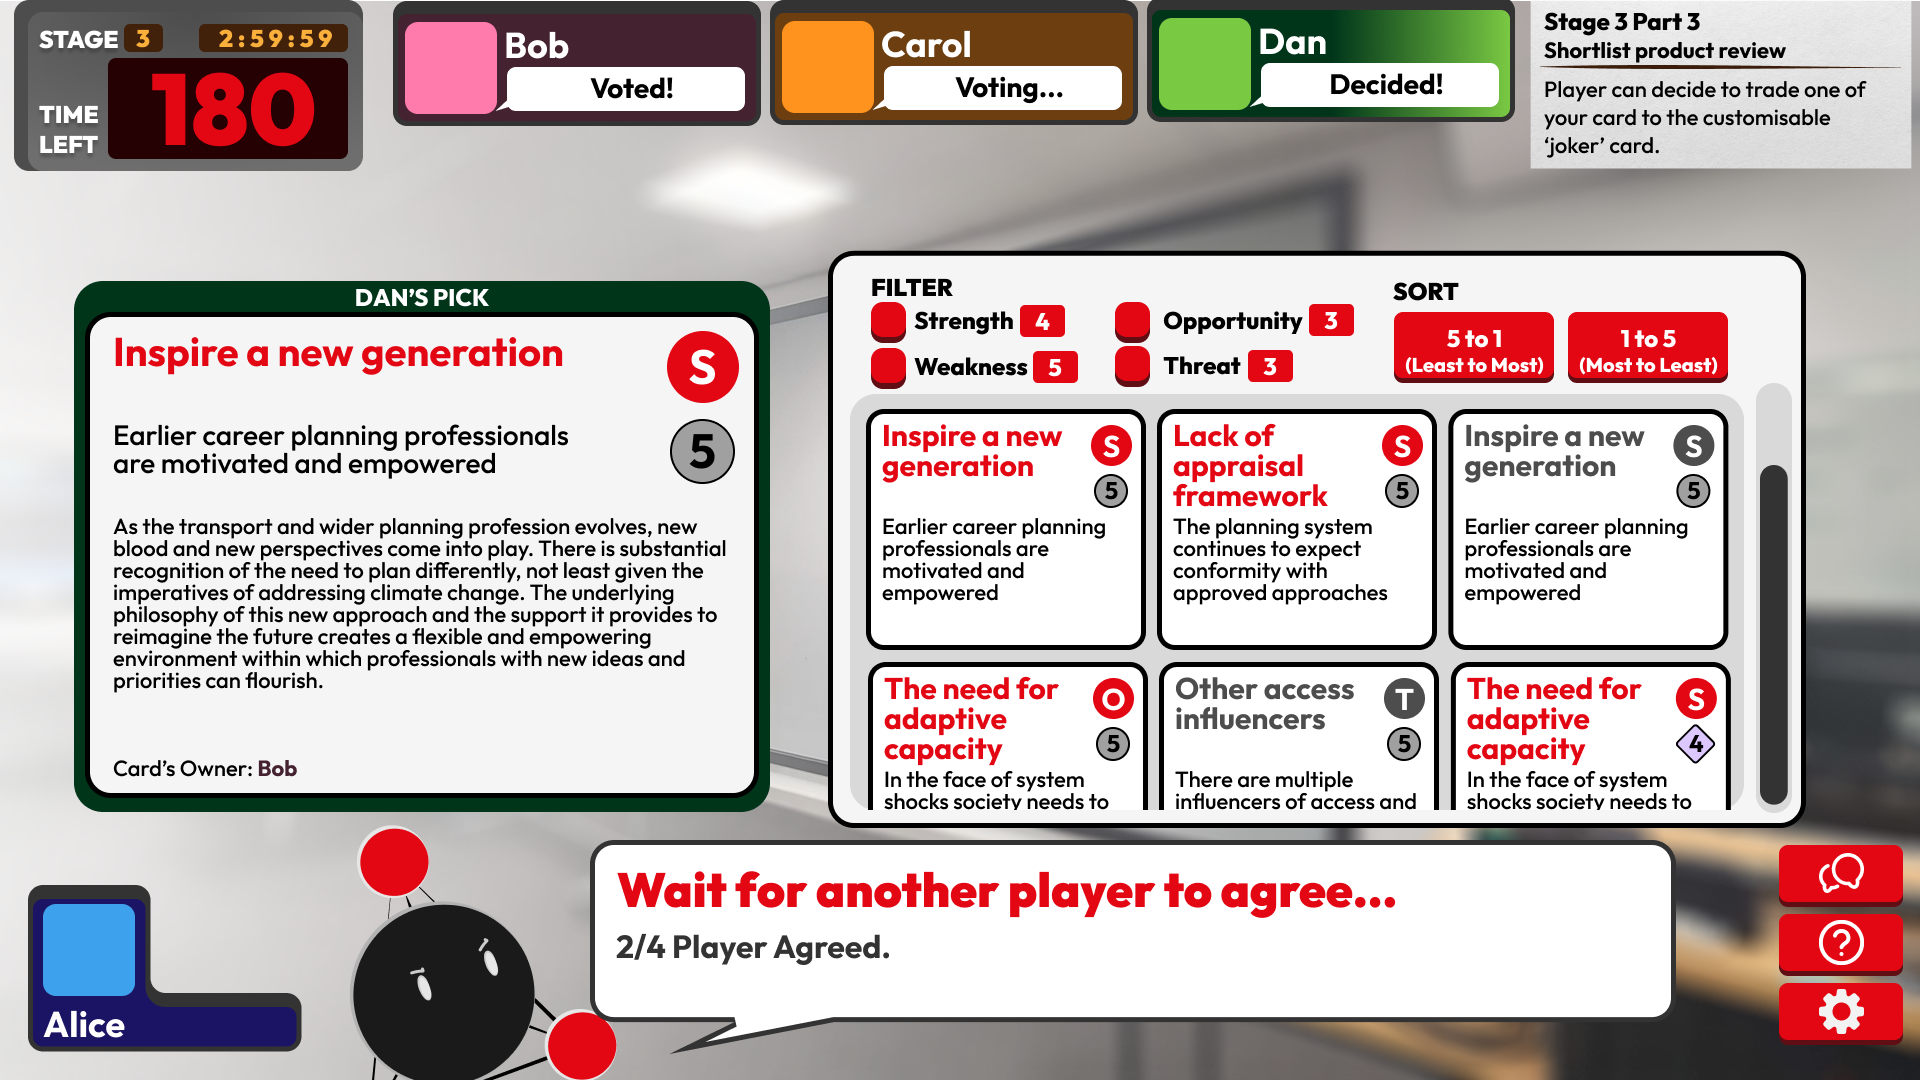 STAGE 3 2:59:59
TIME LEFT
180
Bob
Voted!
Carol
Voting...
Dan
Decided!
Stage 3 Part 3
Shortlist product review
Player can decide to trade one of
your card to the customisable
‘joker’ card.
DAN’S PICK
Inspire a new generation
S
Earlier career planning professionals
are motivated and empowered
5
As the transport and wider planning profession evolves, new
blood and new perspectives come into play. There is substantial
recognition of the need to plan differently, not least given the
imperatives of addressing climate change. The underlying
philosophy of this new approach and the support it provides to
reimagine the future creates a flexible and empowering
environment within which professionals with new ideas and
priorities can flourish.
Card’s Owner: Bob
FILTER
Strength 4
Opportunity 3
Weakness 5
Threat 3
SORT
5 to 1
(Least to Most)
1 to 5
(Most to Least)
Inspire a new
generation
S
5
Earlier career planning
professionals are
motivated and
empowered
Lack of
appraisal
framework
S
5
The planning system
continues to expect
conformity with
approved approaches
Inspire a new
generation
S
5
Earlier career planning
professionals are
motivated and
empowered
The need for
adaptive
capacity
O
5
In the face of system
shocks society needs to
Other access
influencers
T
5
There are multiple
influencers of access and
The need for
adaptive
capacity
S
4
In the face of system
shocks society needs to
Wait for another player to agree...
2/4 Player Agreed.
Alice
?